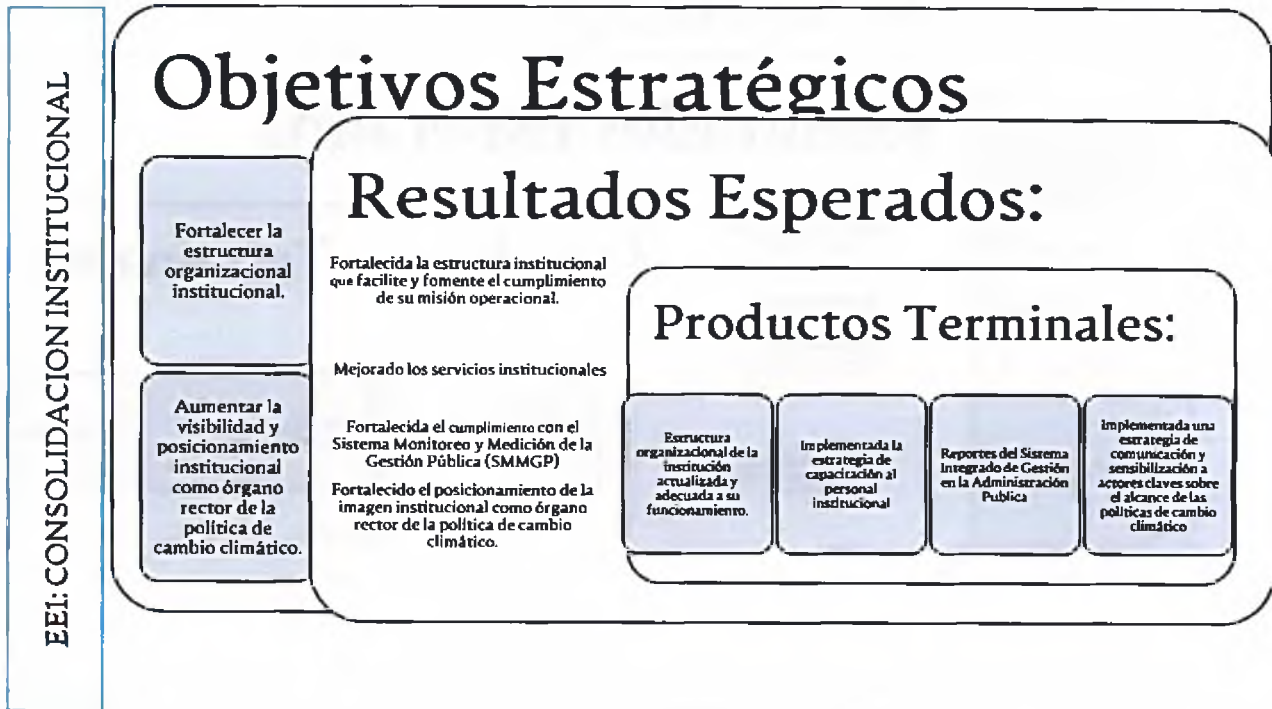 EE1: CONSOLIDACION INSTITUCIONAL
Objetivos Estratégicos
Fortalecer la
estructura
organizacional
institucional.
Aumentar la
visibilidad y
posicionamiento
institucional
como órgano
rector de la
política de
cambio climático.
Resultados Esperados:
Fortalecida la estructura institucional
que facilite y fomente el cumplimiento
de su misión operacional.
Mejorado los servicios institucionales
Fortalecida el cumplimiento con el
Sistema Monitoreo y Medición de la
Gestión Pública (SMMGP)
Fortalecido el posicionamiento de la
imagen institucional como órgano
rector de la política de cambio
climático.
Productos Terminales:
Estructura
organizacional de la
institución
actualizada y
adecuada a su
funcionamiento.
Implementada la
estrategia de
capacitación al
personal
institucional
Reportes del Sistema
Integrado de Gestión
en la Administración
Publica
Implementada una
estrategia de
comunicación y
sensibilización a
actores claves sobre
el alcance de las
políticas de cambio
climático